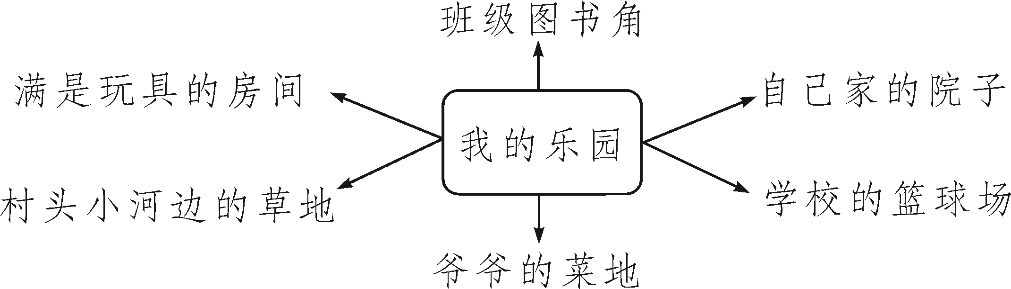 班级图书角
满是玩具的房间
自己家的院子
我的乐园
村头小河边的草地
学校的篮球场
爷爷的菜地